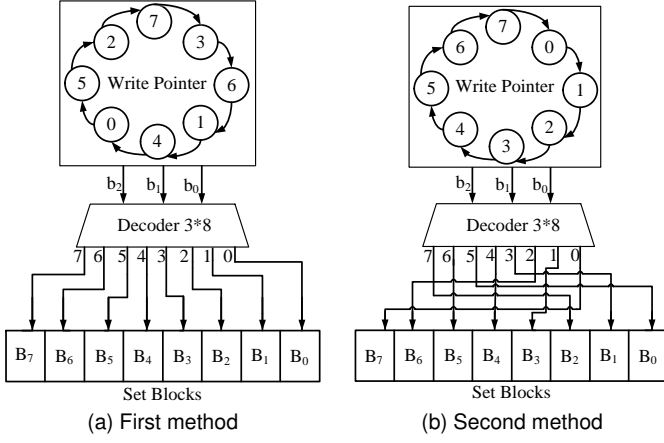 7
2 3
5 Write Pointer 6
0 1
4
b2 b1 b0
Decoder 3*8
7 6 5 4 3 2 1 0
B7 B6 B5 B4 B3 B2 B1 B0
Set Blocks
(a) First method
7
6 0
5 Write Pointer 1
4 2
3
b2 b1 b0
Decoder 3*8
7 6 5 4 3 2 1 0
B7 B6 B5 B4 B3 B2 B1 B0
Set Blocks
(b) Second method